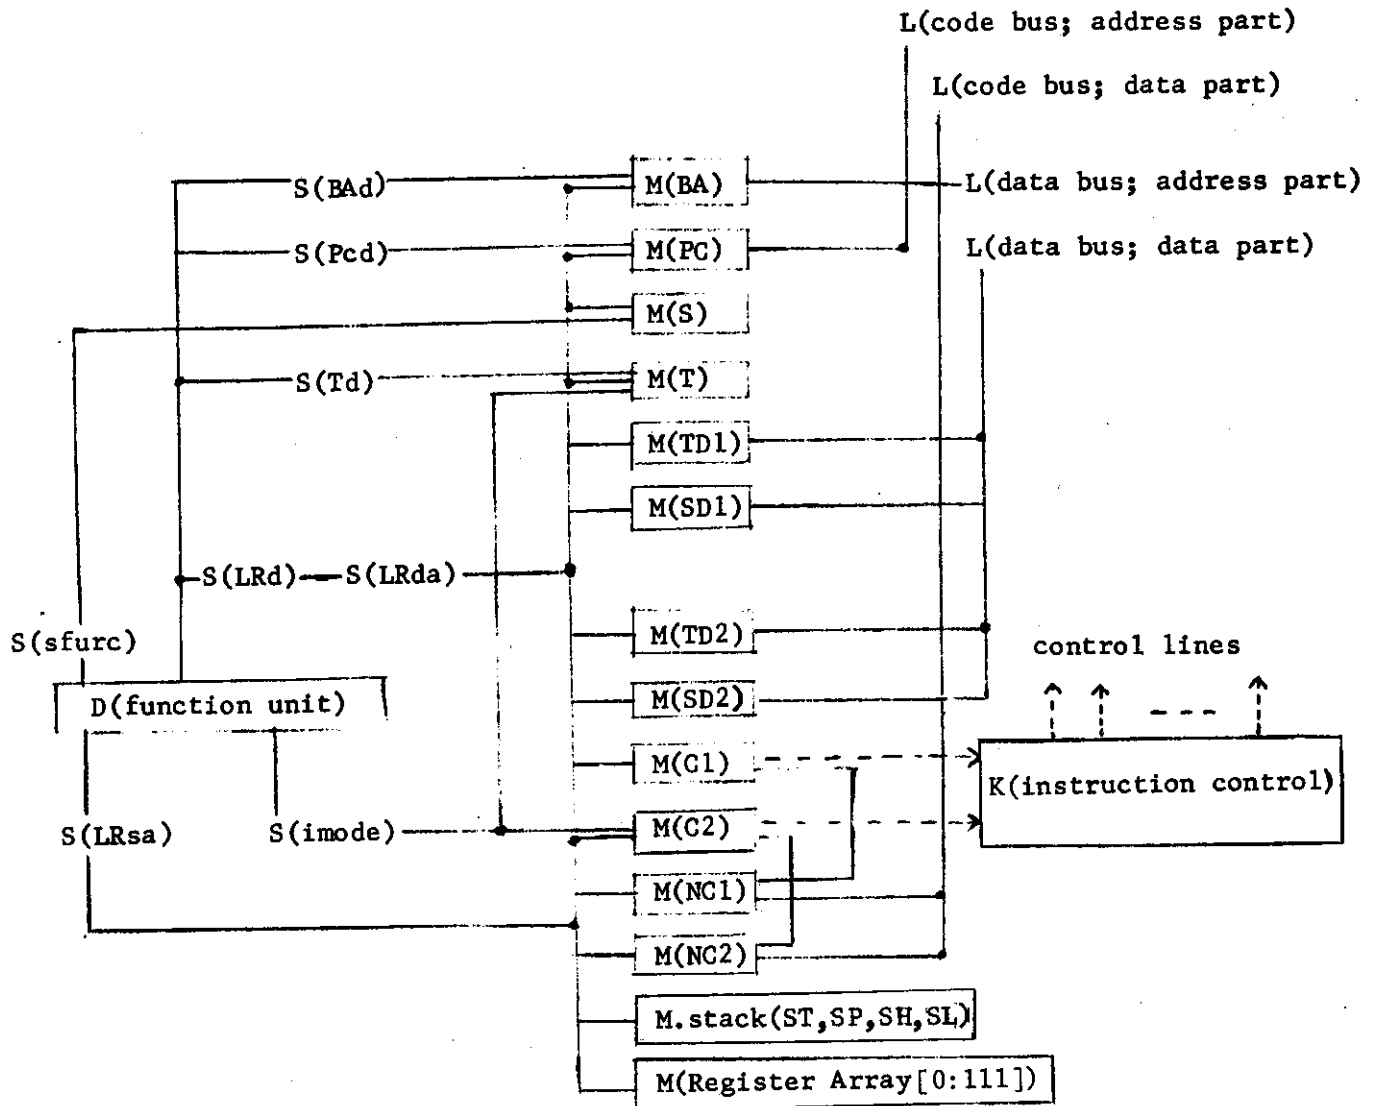 L(code bus; address part)
L(code bus; data part)
S(BAd)
M(BA)
L(data bus; address part)
S(Pcd)
M(PC)
L(data bus; data part)
M(S)
S(Td)
M(T)
M(TD1)
M(SD1)
S(LRd)
S(LRda)
S(sfurc)
M(TD2)
control lines
D(function unit)
M(SD2)
M(C1)
K(instruction control)
S(LRsa)
S(imode)
M(C2)
M(NC1)
M(NC2)
M.stack(ST,SP,SH,SL)
M(Register Array[0:111])